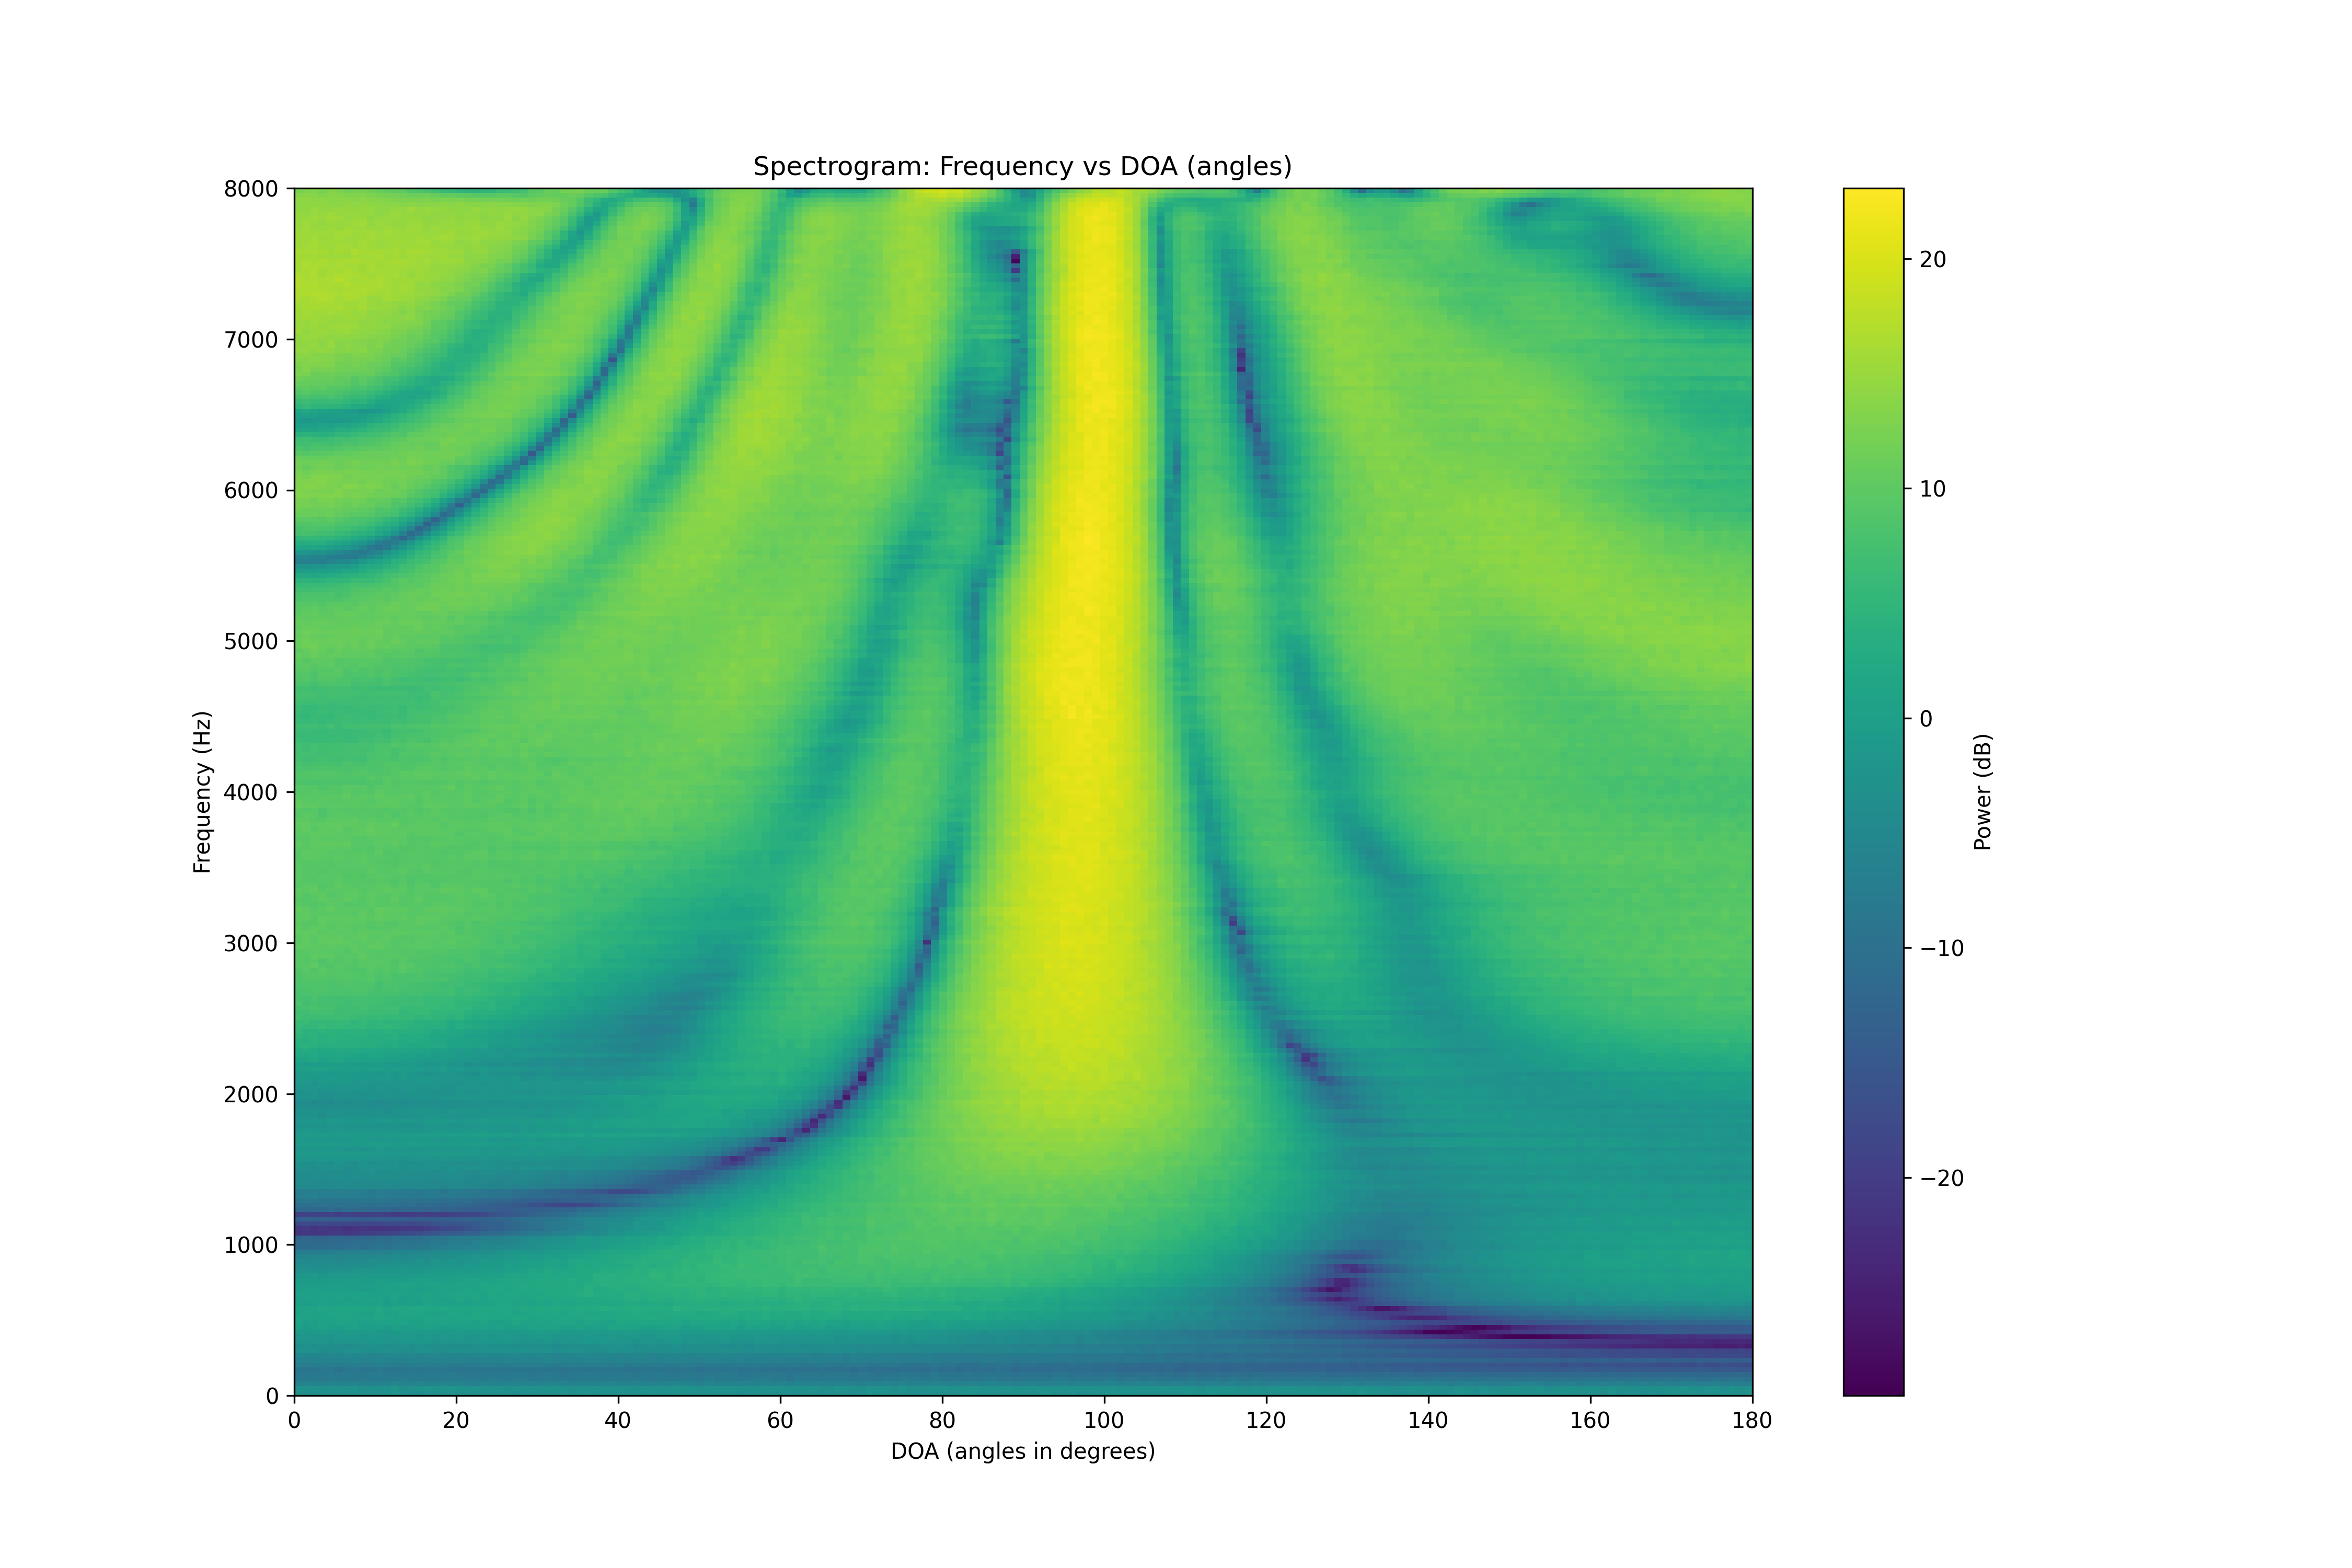 Spectrogram: Frequency vs DOA (angles)
8000
7000
6000
5000
4000
3000
2000
1000
0
Frequency (Hz)
0 20 40 60 80 100 120 140 160 180
DOA (angles in degrees)
20
10
0
−10
−20
Power (dB)